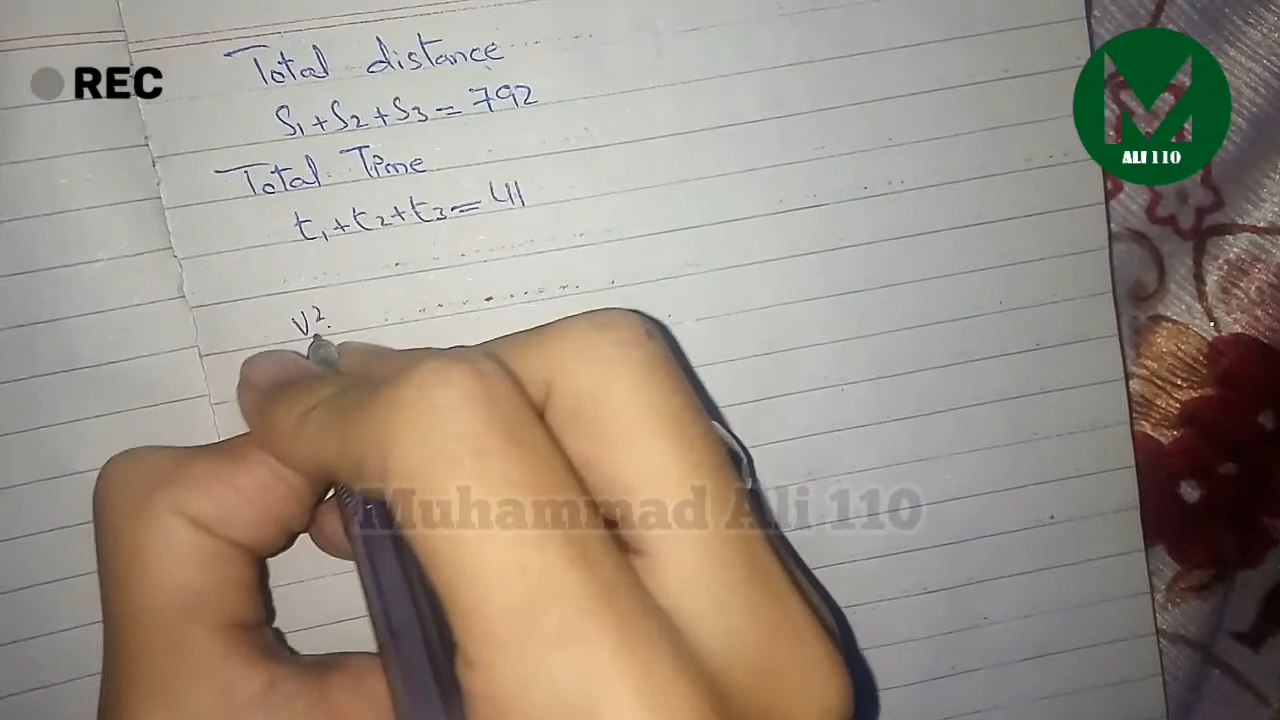 REC
Total distance
S₁+S₂+S₃=792
Total Time
t₁+t₂+t₃=41
V²
M
ALI 110
Muhammad Ali 110